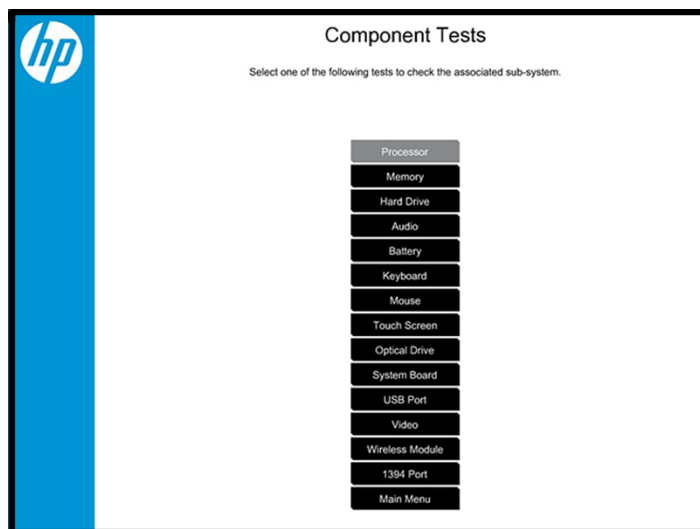 hp
Component Tests
Select one of the following tests to check the associated sub-system.
Processor
Memory
Hard Drive
Audio
Battery
Keyboard
Mouse
Touch Screen
Optical Drive
System Board
USB Port
Video
Wireless Module
1394 Port
Main Menu